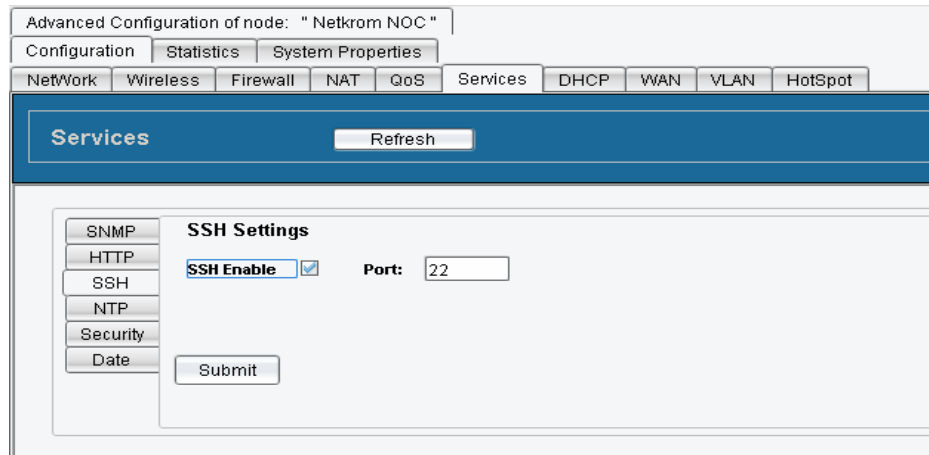 Advanced Configuration of node: "Netkrom NOC"
Configuration Statistics System Properties
NetWork Wireless Firewall NAT QoS Services DHCP WAN VLAN HotSpot
Services Refresh
SNMP
HTTP
SSH
NTP
Security
Date
SSH Settings
SSH Enable Port: 22
Submit